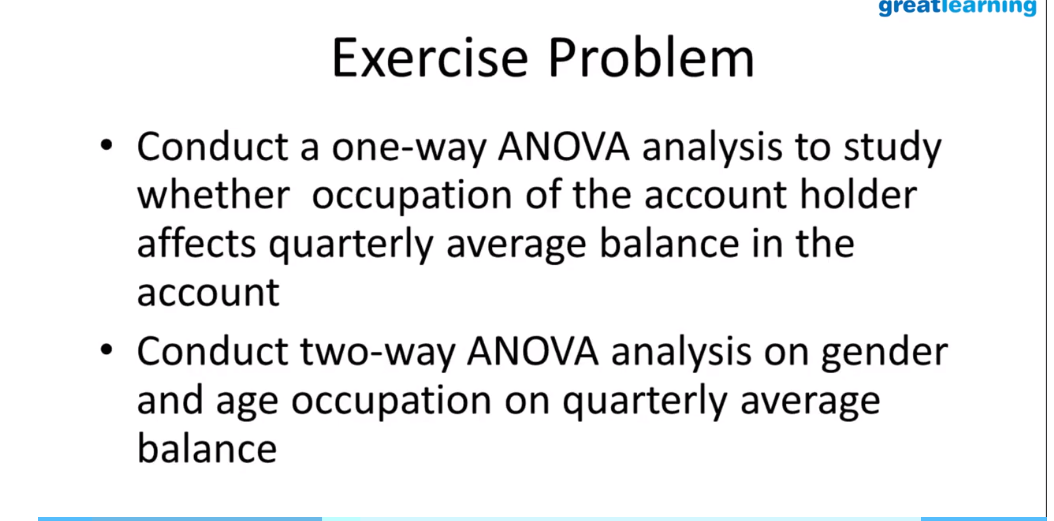 greatlearning
Exercise Problem
• Conduct a one-way ANOVA analysis to study
whether  occupation of the account holder
affects quarterly average balance in the
account
• Conduct two-way ANOVA analysis on gender
and age occupation on quarterly average
balance